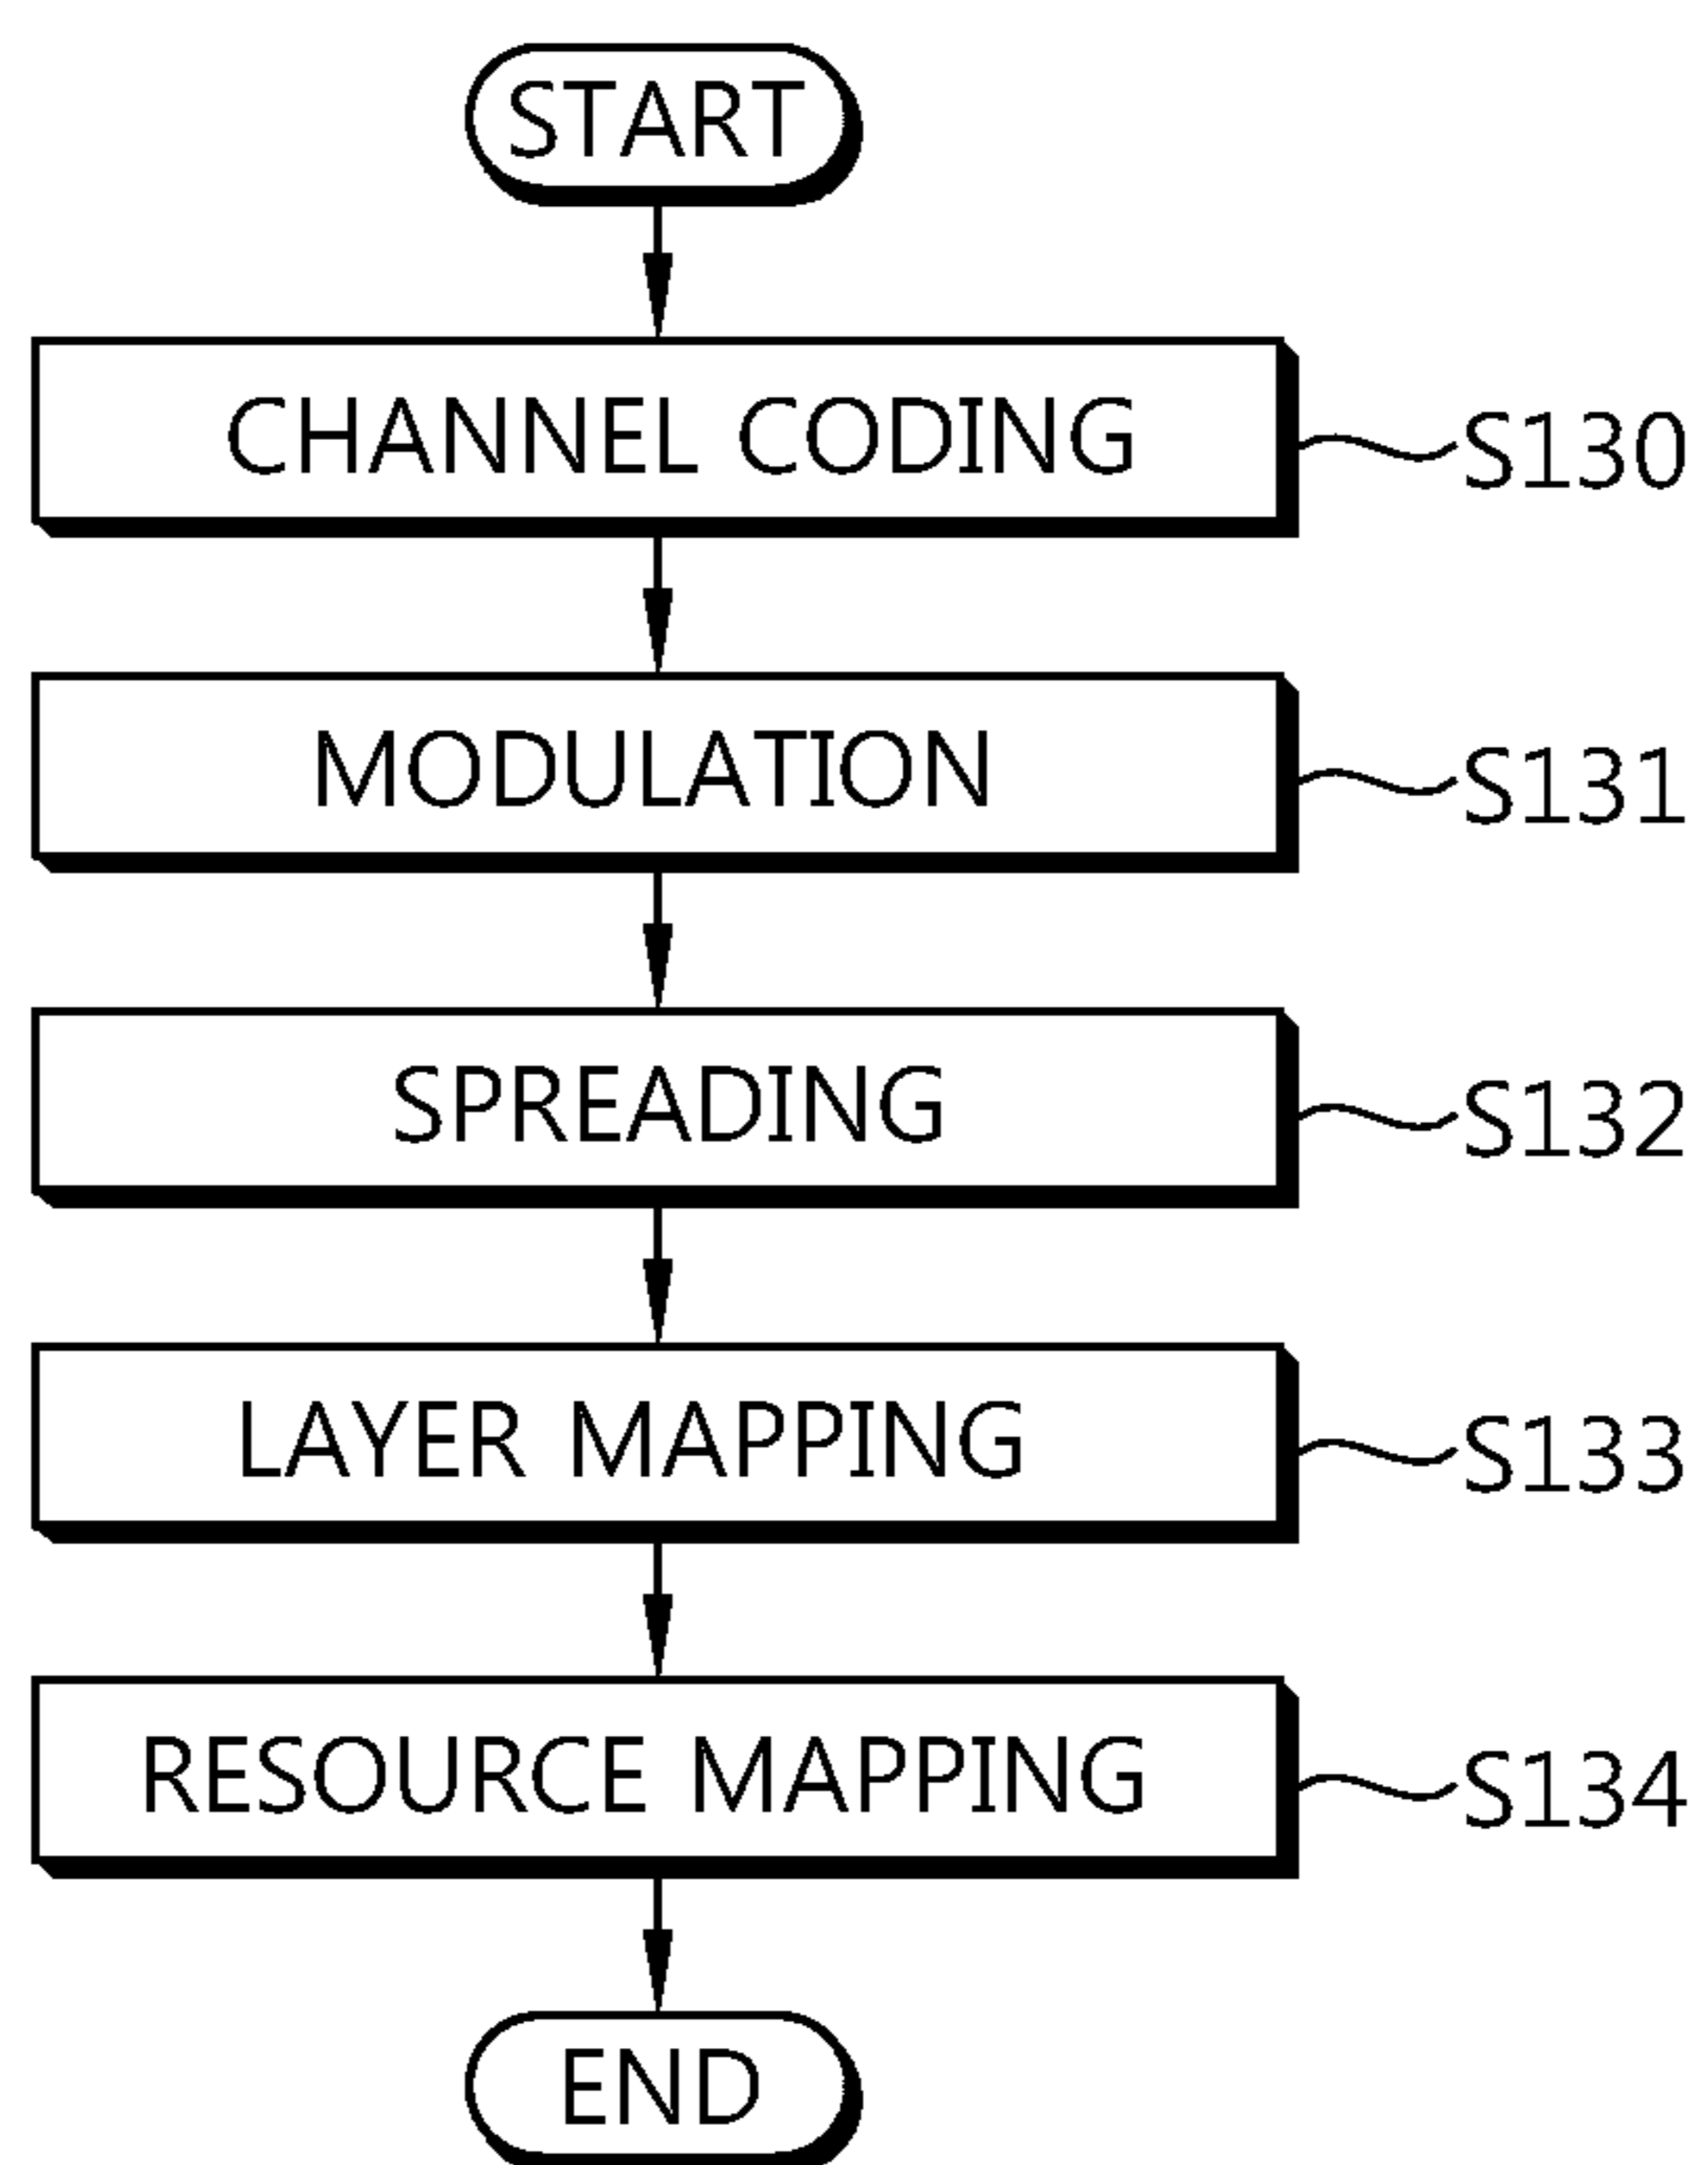 START
CHANNEL CODING
S130
MODULATION
S131
SPREADING
S132
LAYER MAPPING
S133
RESOURCE MAPPING
S134
END